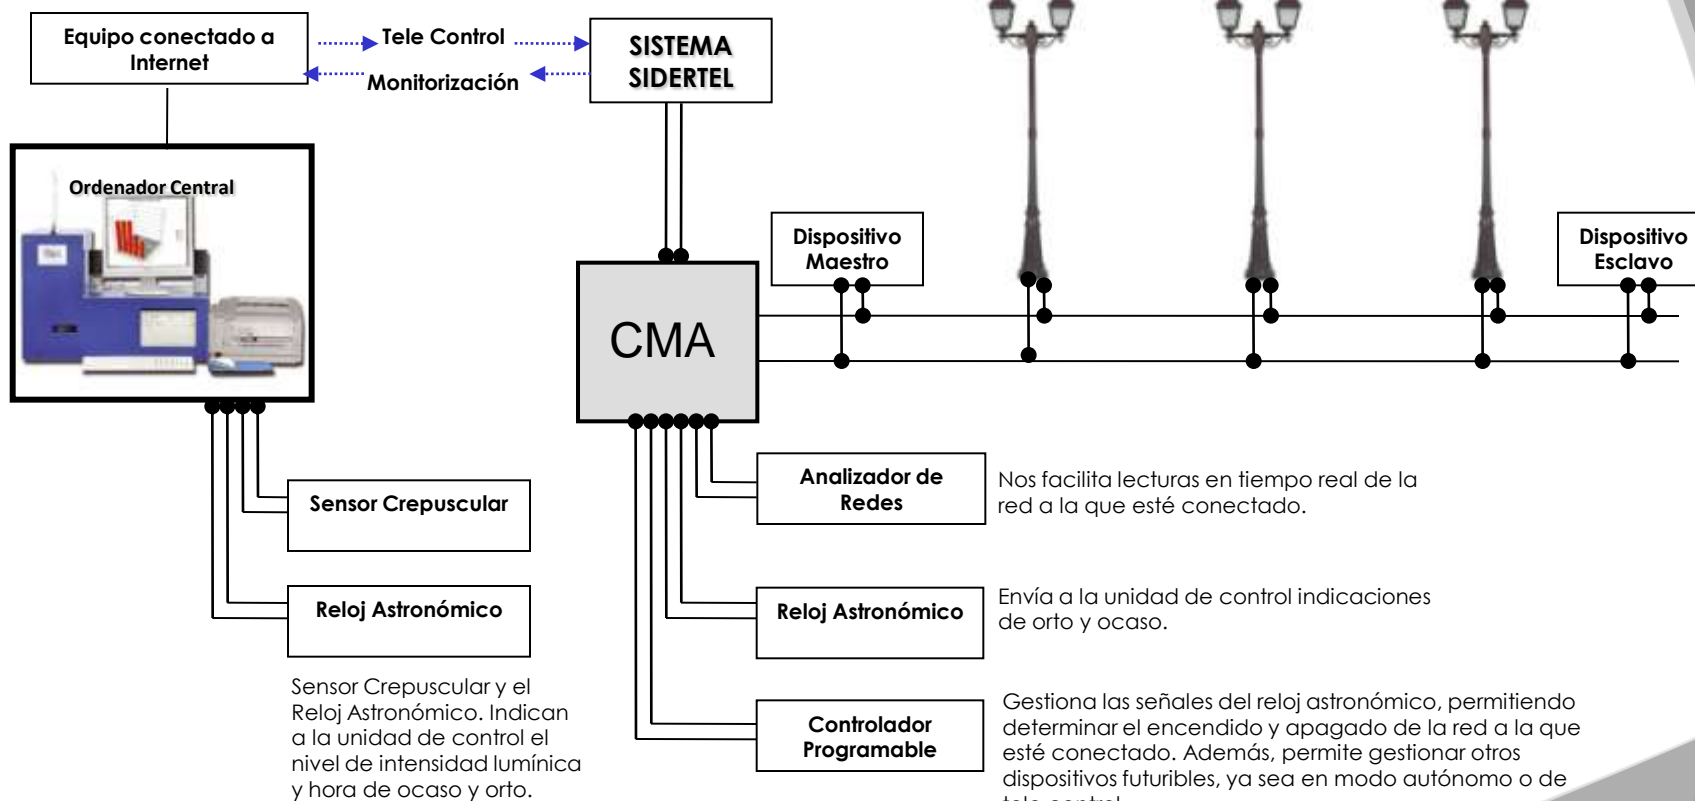 Equipo conectado a
Internet
Tele Control
Monitorización
SISTEMA
SIDERTEL
Ordenador Central
Dispositivo
Maestro
Dispositivo
Esclavo
CMA
Sensor Crepuscular
Reloj Astronómico
Sensor Crepuscular y el
Reloj Astronómico. Indican
a la unidad de control el
nivel de intensidad lumínica
y hora de ocaso y orto.
Analizador de
Redes
Nos facilita lecturas en tiempo real de la
red a la que esté conectado.
Reloj Astronómico
Envía a la unidad de control indicaciones
de orto y ocaso.
Controlador
Programable
Gestiona las señales del reloj astronómico, permitiendo
determinar el encendido y apagado de la red a la que
esté conectado. Además, permite gestionar otros
dispositivos futuribles, ya sea en modo autónomo o de
tele control